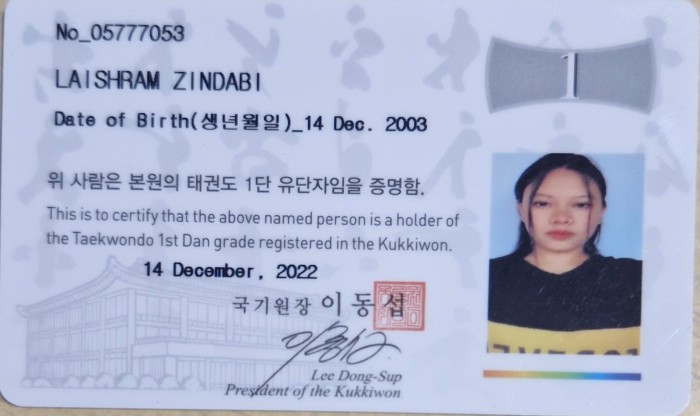 No_05777053
LAISHRAM ZINDABI
Date of Birth(생년월일)_14 Dec. 2003
1
위 사람은 본원의 태권도 1단 유단자임을 증명함.
This is to certify that the above named person is a holder of
the Taekwondo 1st Dan grade registered in the Kukkiwon.
14 December, 2022
국기원장 이동섭
Lee Dong-Sup
President of the Kukkiwon